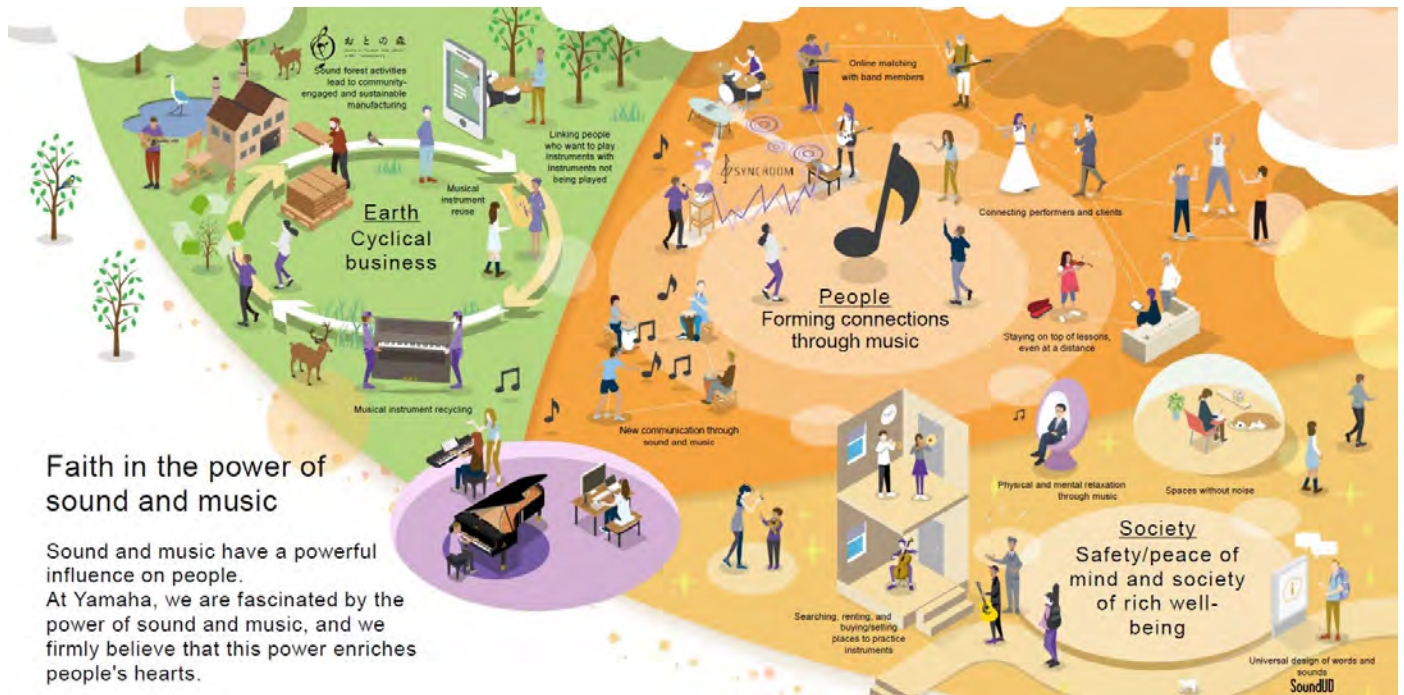 おとの森
Sound forest activities
lead to community-
engaged and sustainable
manufacturing
Linking people
who want to play
instruments with
instruments not
being played
Musical
instrument
reuse
Earth
Cyclical
business
Musical instrument recycling
Online matching
with band members
SYNCROOM
Connecting performers and clients
People
Forming connections
through music
Staying on top of lessons,
even at a distance
New communication through
sound and music
Faith in the power of
sound and music
Sound and music have a powerful
influence on people.
At Yamaha, we are fascinated by the
power of sound and music, and we
firmly believe that this power enriches
people's hearts.
Physical and mental relaxation
through music
Spaces without noise
Searching, renting, and
buying/selling
places to practice
instruments
Society
Safety/peace of
mind and society
of rich well-
being
Universal design of words and
sounds
SoundUD